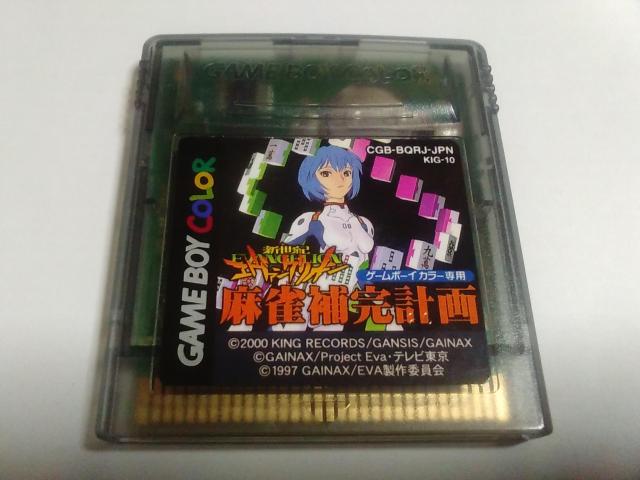 GAME BOY COLOR
GAME BOY COLOR
CGB-BQRJ-JPN
KIG-10
新世紀
EVANGELION
エヴァンゲリオン
ゲームボーイカラー専用
麻雀補完計画
©2000 KING RECORDS/GANSIS/GAINAX
©GAINAX/Project Eva・テレビ東京
©1997 GAINAX/EVA製作委員会